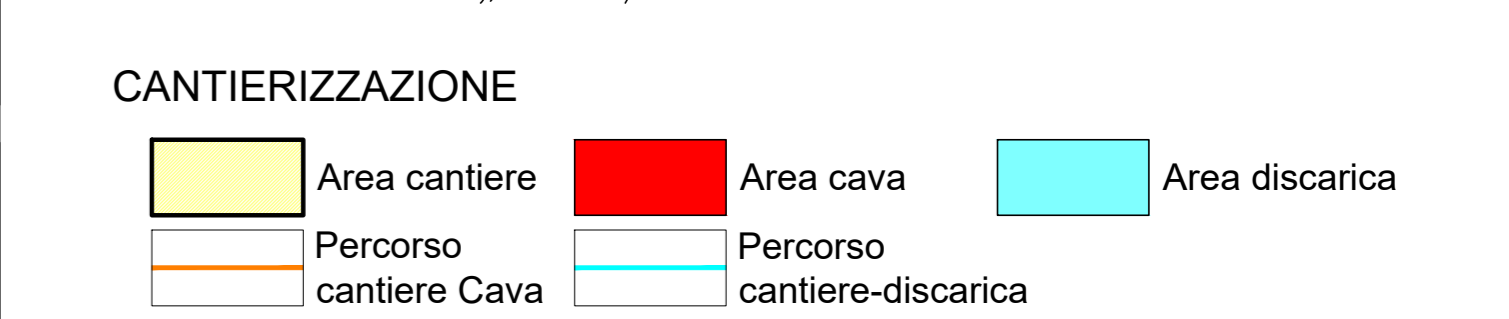 CANTIERIZZAZIONE
Area cantiere
Area cava
Area discarica
Percorso
cantiere Cava
Percorso
cantiere-discarica